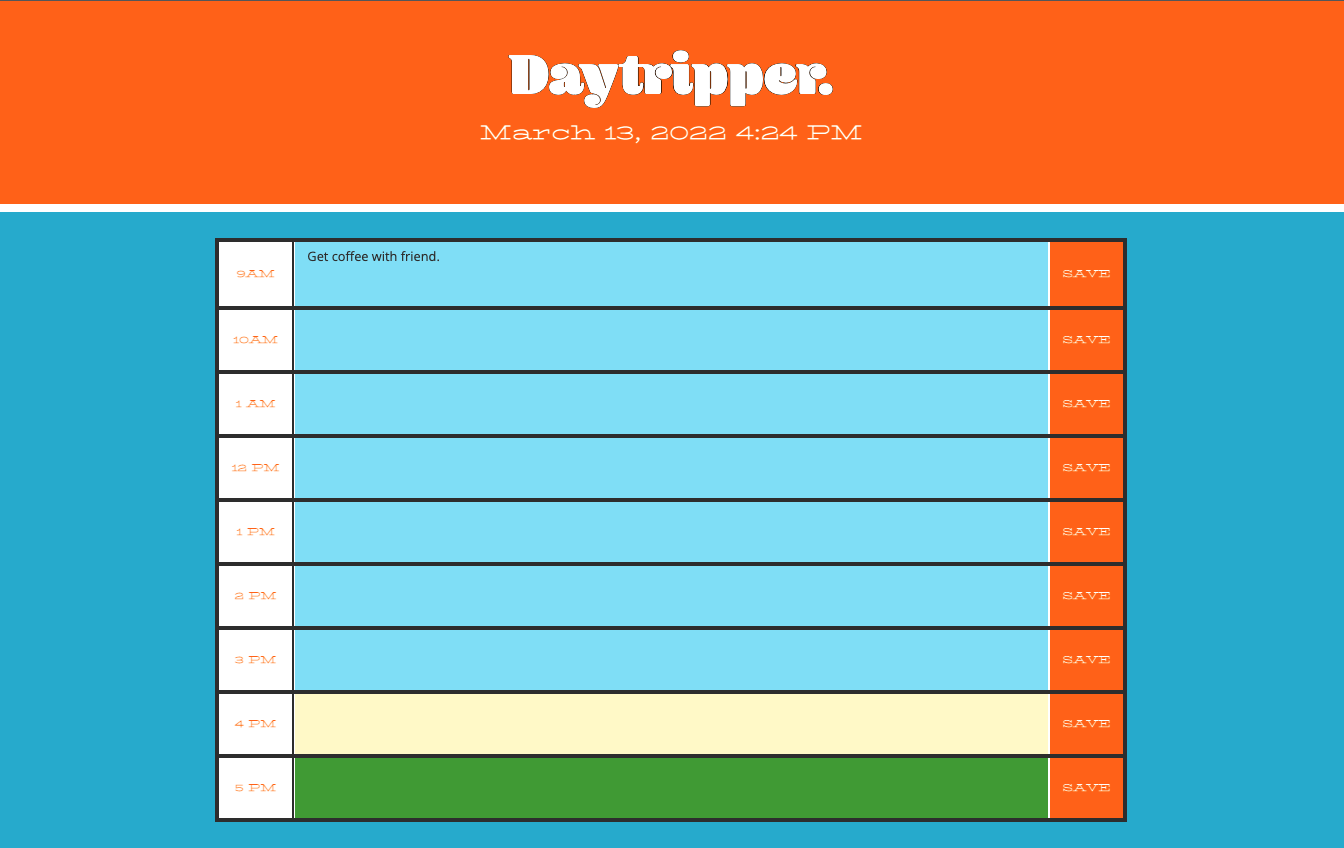 Daytripper.
March 13, 2022 4:24 PM
9AM Get coffee with friend. SAVE
10AM SAVE
1 AM SAVE
12 PM SAVE
1 PM SAVE
2 PM SAVE
3 PM SAVE
4 PM SAVE
5 PM SAVE